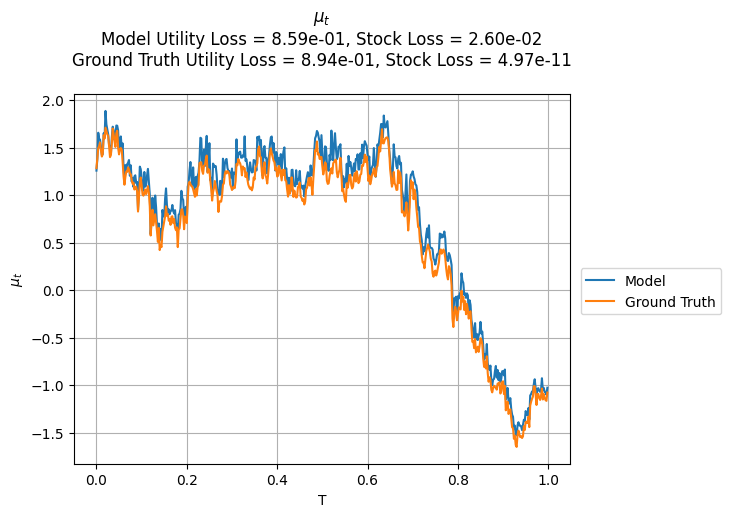 μₜ
Model Utility Loss = 8.59e-01, Stock Loss = 2.60e-02
Ground Truth Utility Loss = 8.94e-01, Stock Loss = 4.97e-11
2.0
1.5
1.0
0.5
0.0
−0.5
−1.0
−1.5
μₜ
0.0 0.2 0.4 0.6 0.8 1.0
T
Model
Ground Truth